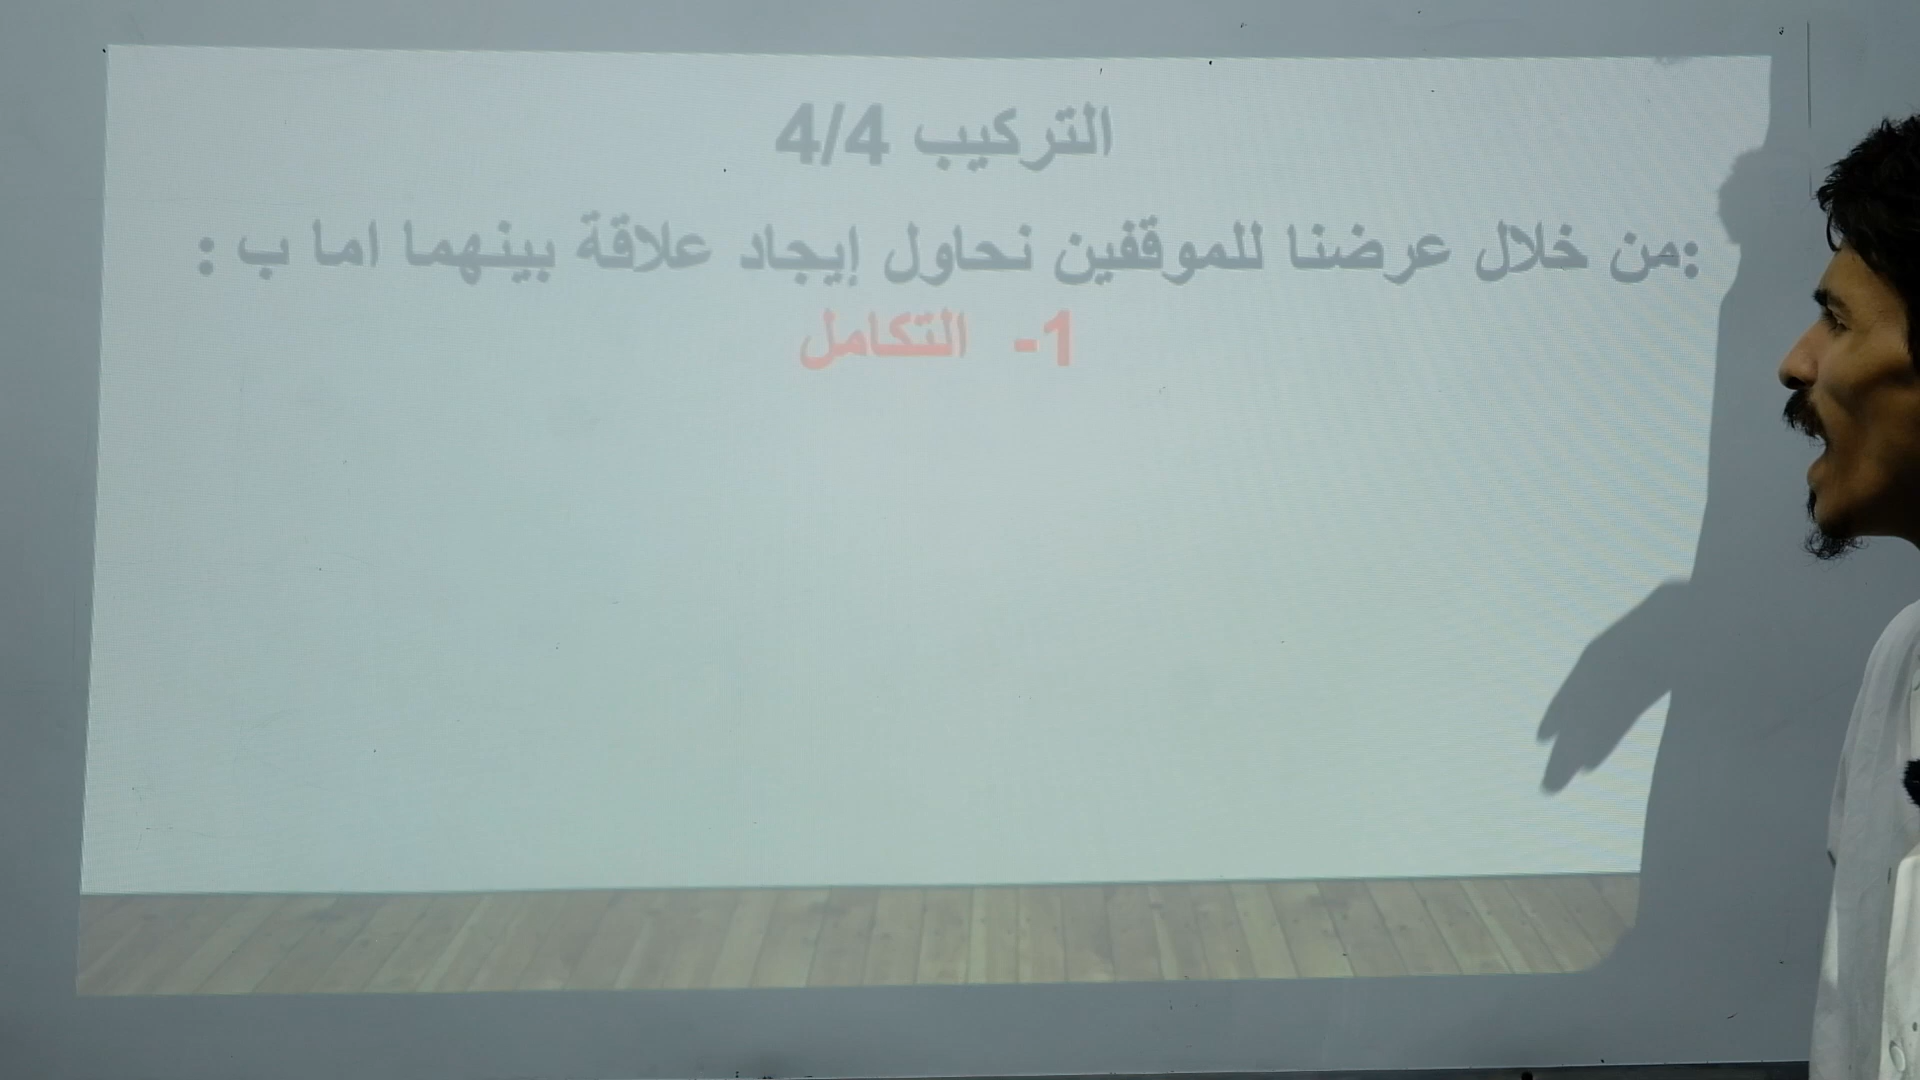 التركيب 4/4
:من خلال عرضنا للموقفين نحاول إيجاد علاقة بينهما اما ب :
1- التكامل